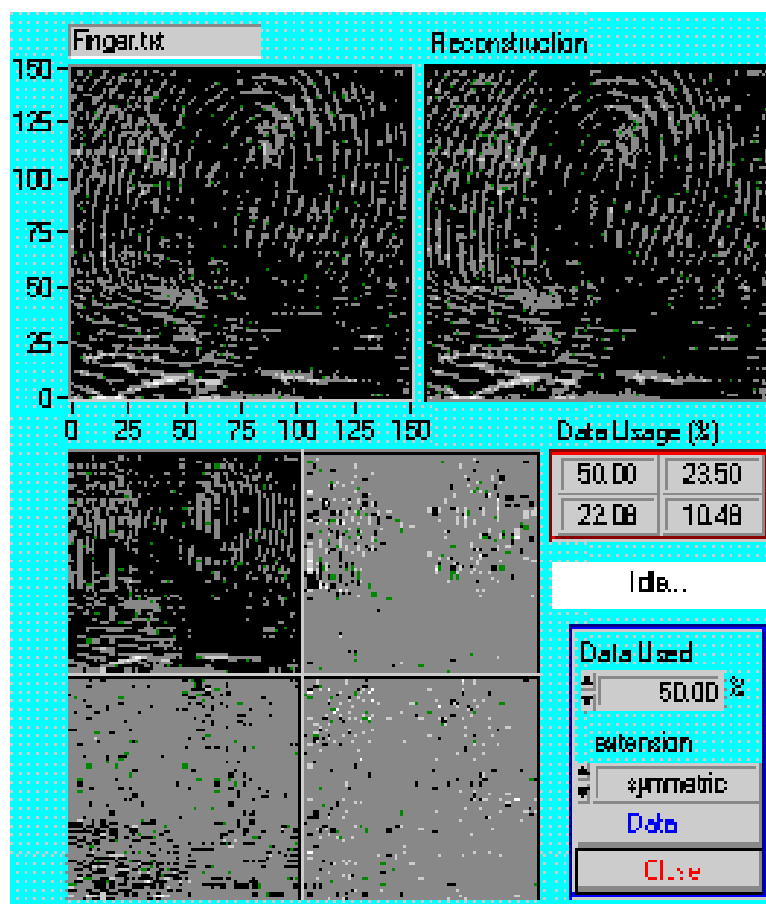 Finger.txt
Reconstruction
150
125
100
75
50
25
0
0 25 50 75 100 125 150
Data Usage (%)
50.00 23.50
22.08 10.48
Idle...
Data Used
50.00 %
extension
symmetric
Data
Close